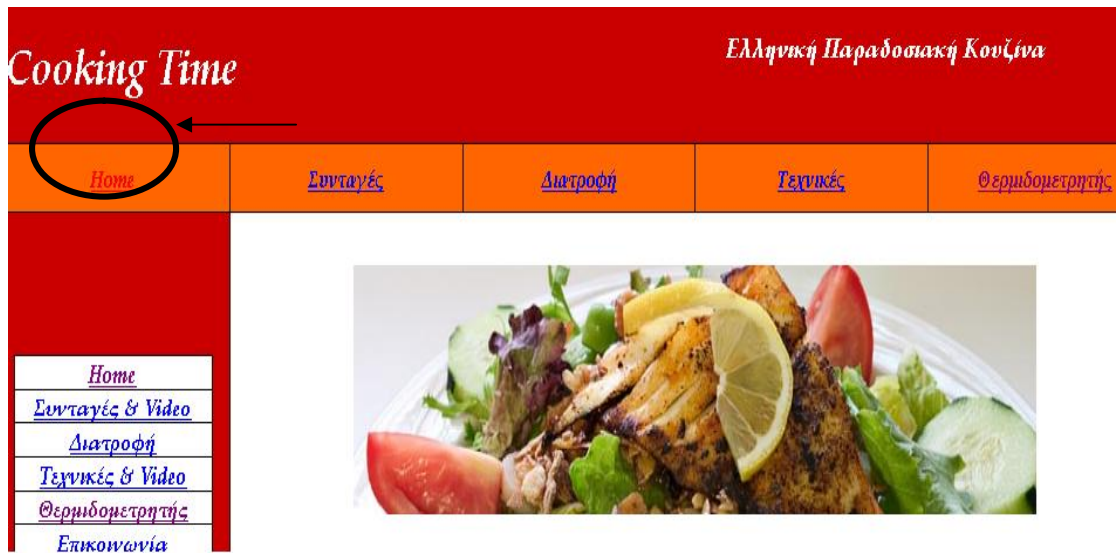 Cooking Time
Ελληνική Παραδοσιακή Κουζίνα
Home
Συνταγές
Διατροφή
Τεχνικές
Θερμιδομετρητής
Home
Συνταγές & Video
Διατροφή
Τεχνικές & Video
Θερμιδομετρητής
Επικοινωνία